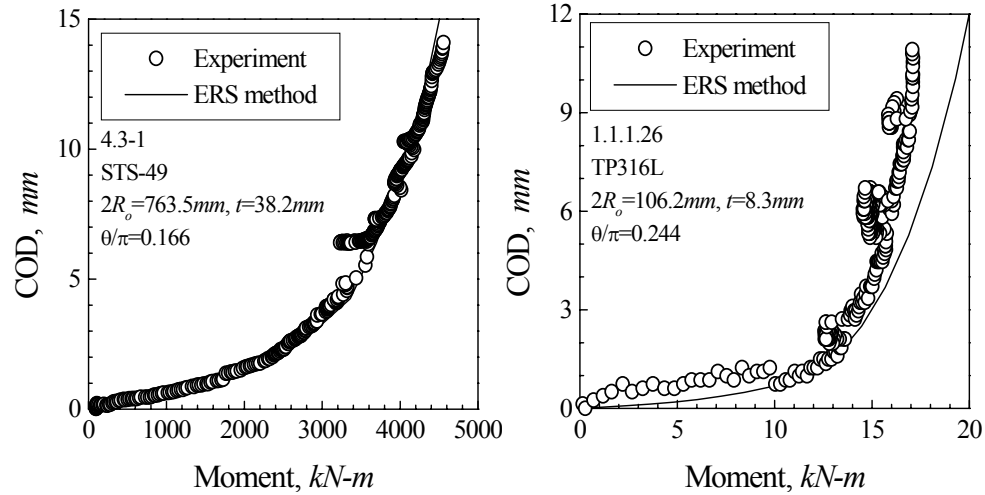 15
10
5
0
COD, mm
Experiment
ERS method
4.3-1
STS-49
2Rₒ=763.5mm, t=38.2mm
θ/π=0.166
0 1000 2000 3000 4000 5000
Moment, kN-m
12
9
6
3
0
COD, mm
Experiment
ERS method
1.1.1.26
TP316L
2Rₒ=106.2mm, t=8.3mm
θ/π=0.244
0 5 10 15 20
Moment, kN-m